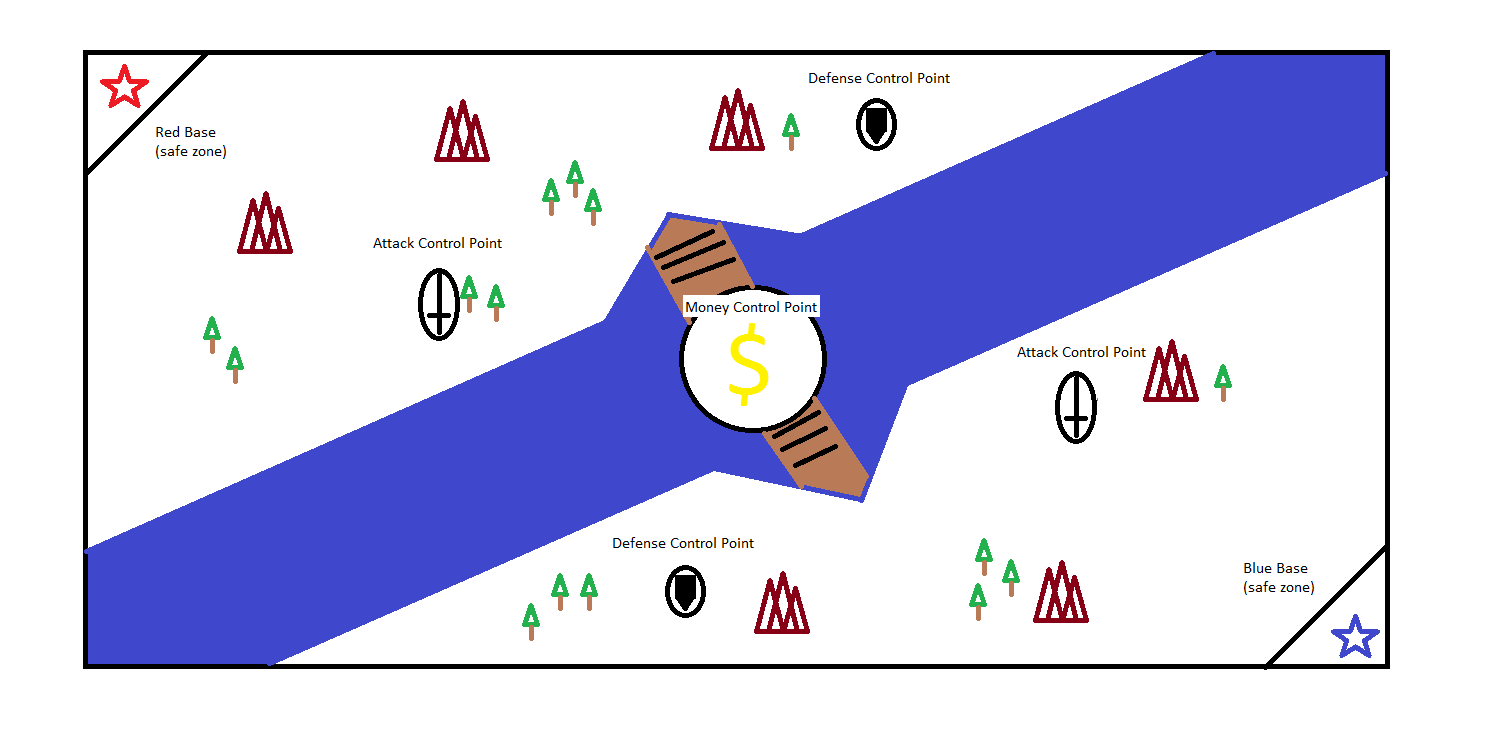 Defense Control Point
Red Base
(safe zone)
Attack Control Point
Money Control Point
$
Attack Control Point
Defense Control Point
Blue Base
(safe zone)